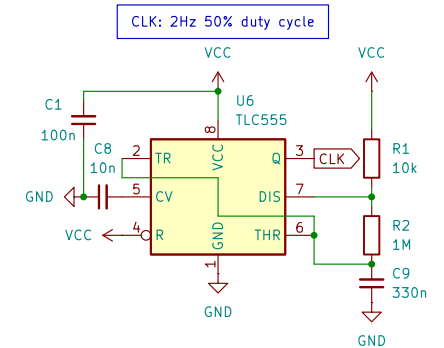 CLK: 2Hz 50% duty cycle
VCC
VCC
C1
100n
U6
TLC555
8
VCC
C8
10n
2
TR
Q
3
CLK
R1
10k
GND
5
CV
DIS
7
VCC
4
R
GND
THR
6
R2
1M
1
C9
330n
GND
GND